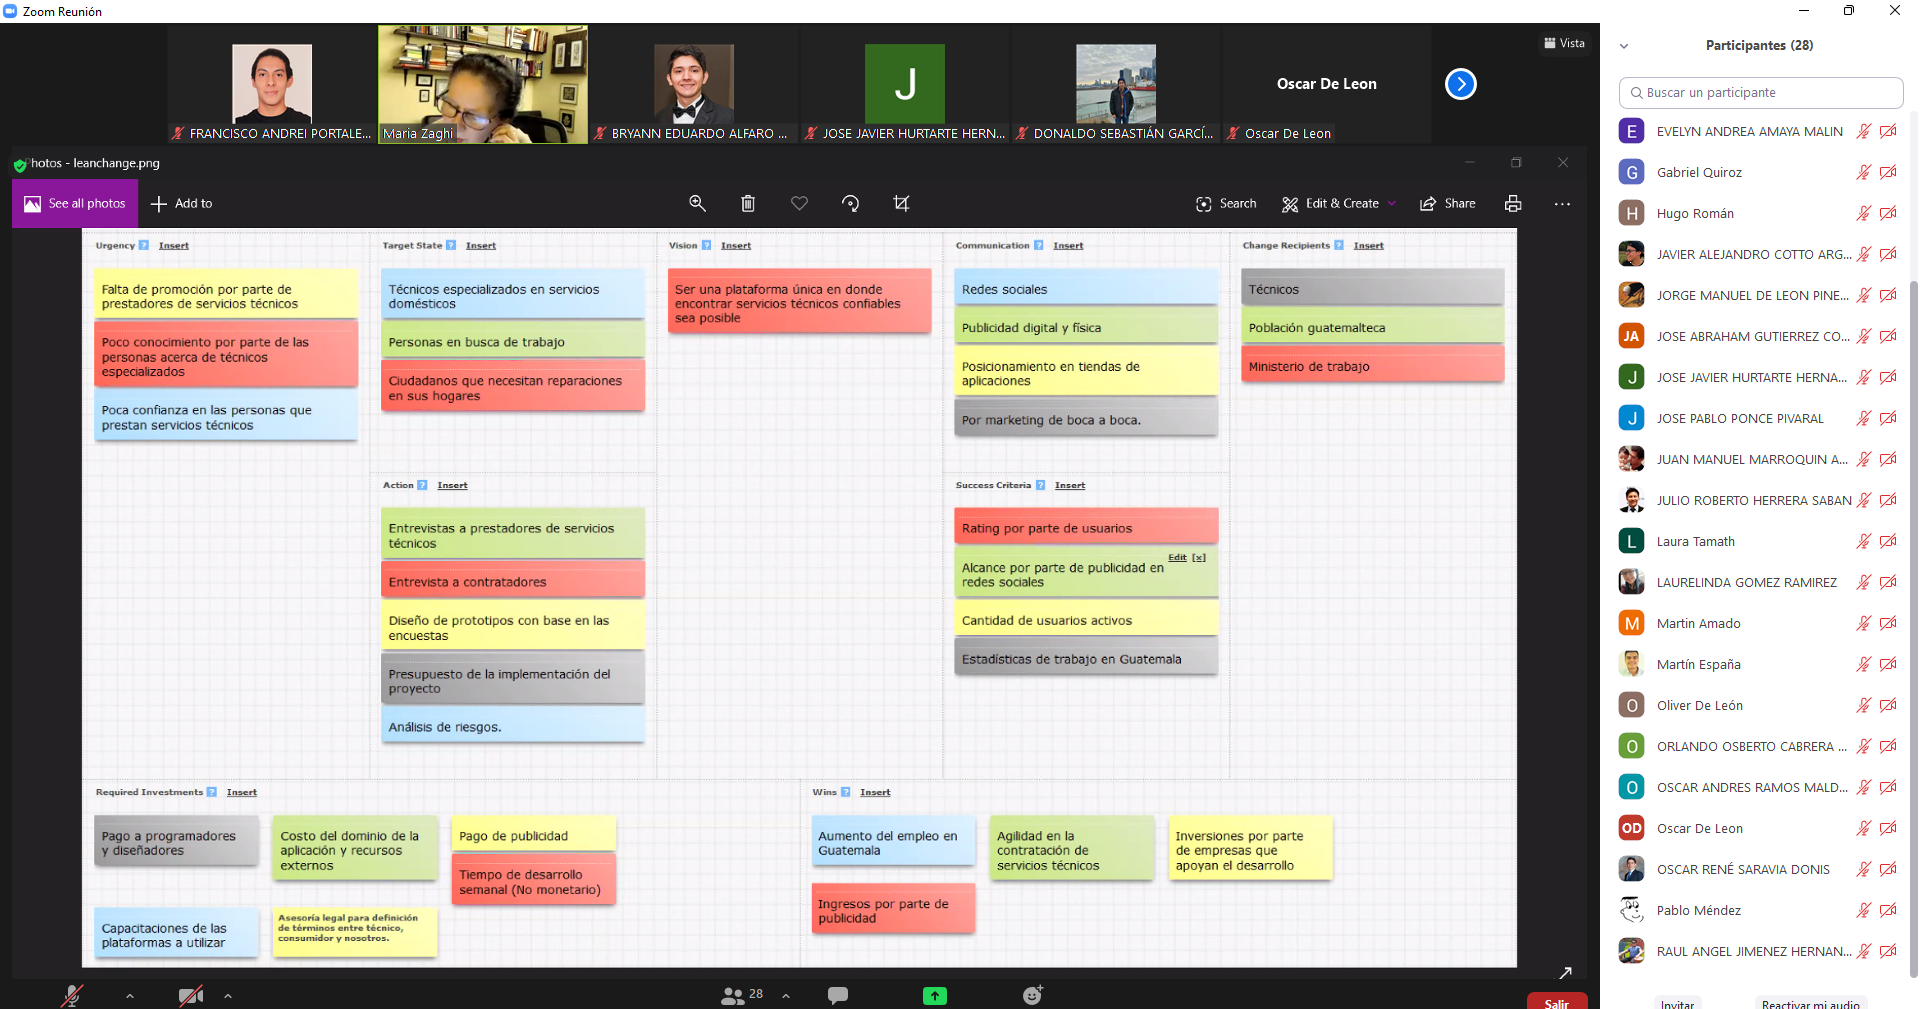 Zoom Reunión
Vista
FRANCISCO ANDREI PORTALE...
Maria Zaghi
BRYANN EDUARDO ALFARO ...
J
JOSE JAVIER HURTARTE HERN...
DONALDO SEBASTIÁN GARCÍ...
Oscar De Leon
Oscar De Leon
Photos - leanchange.png
See all photos
Add to
Search
Edit & Create
Share
Urgency ? Insert
Falta de promoción por parte de
prestadores de servicios técnicos
Poco conocimiento por parte de las
personas acerca de técnicos
especializados
Poca confianza en las personas que
prestan servicios técnicos
Target State ? Insert
Técnicos especializados en servicios
domésticos
Personas en busca de trabajo
Ciudadanos que necesitan reparaciones
en sus hogares
Vision ? Insert
Ser una plataforma única en donde
encontrar servicios técnicos confiables
sea posible
Communication ? Insert
Redes sociales
Publicidad digital y física
Posicionamiento en tiendas de
aplicaciones
Por marketing de boca a boca.
Change Recipients ? Insert
Técnicos
Población guatemalteca
Ministerio de trabajo
Action ? Insert
Entrevistas a prestadores de servicios
técnicos
Entrevista a contratadores
Diseño de prototipos con base en las
encuestas
Presupuesto de la implementación del
proyecto
Análisis de riesgos.
Success Criteria ? Insert
Rating por parte de usuarios
Edit [x]
Alcance por parte de publicidad en
redes sociales
Cantidad de usuarios activos
Estadísticas de trabajo en Guatemala
Required Investments ? Insert
Pago a programadores
y diseñadores
Costo del dominio de la
aplicación y recursos
externos
Pago de publicidad
Tiempo de desarrollo
semanal (No monetario)
Capacitaciones de las
plataformas a utilizar
Asesoría legal para definición
de términos entre técnico,
consumidor y nosotros.
Wins ? Insert
Aumento del empleo en
Guatemala
Agilidad en la
contratación de
servicios técnicos
Inversiones por parte
de empresas que
apoyan el desarrollo
Ingresos por parte de
publicidad
28
Salir
Participantes (28)
Buscar un participante
E EVELYN ANDREA AMAYA MALIN
G Gabriel Quiroz
H Hugo Román
JAVIER ALEJANDRO COTTO ARG...
JORGE MANUEL DE LEON PINE...
JA JOSE ABRAHAM GUTIERREZ CO...
J JOSE JAVIER HURTARTE HERNA...
J JOSE PABLO PONCE PIVARAL
JUAN MANUEL MARROQUIN A...
JULIO ROBERTO HERRERA SABAN
L Laura Tamath
LAURELINDA GOMEZ RAMIREZ
M Martin Amado
Martín España
O Oliver De León
O ORLANDO OSBERTO CABRERA ...
O OSCAR ANDRES RAMOS MALD...
OD Oscar De Leon
OSCAR RENÉ SARAVIA DONIS
Pablo Méndez
RAUL ANGEL JIMENEZ HERNAN...
Invitar
Reactivar mi audio